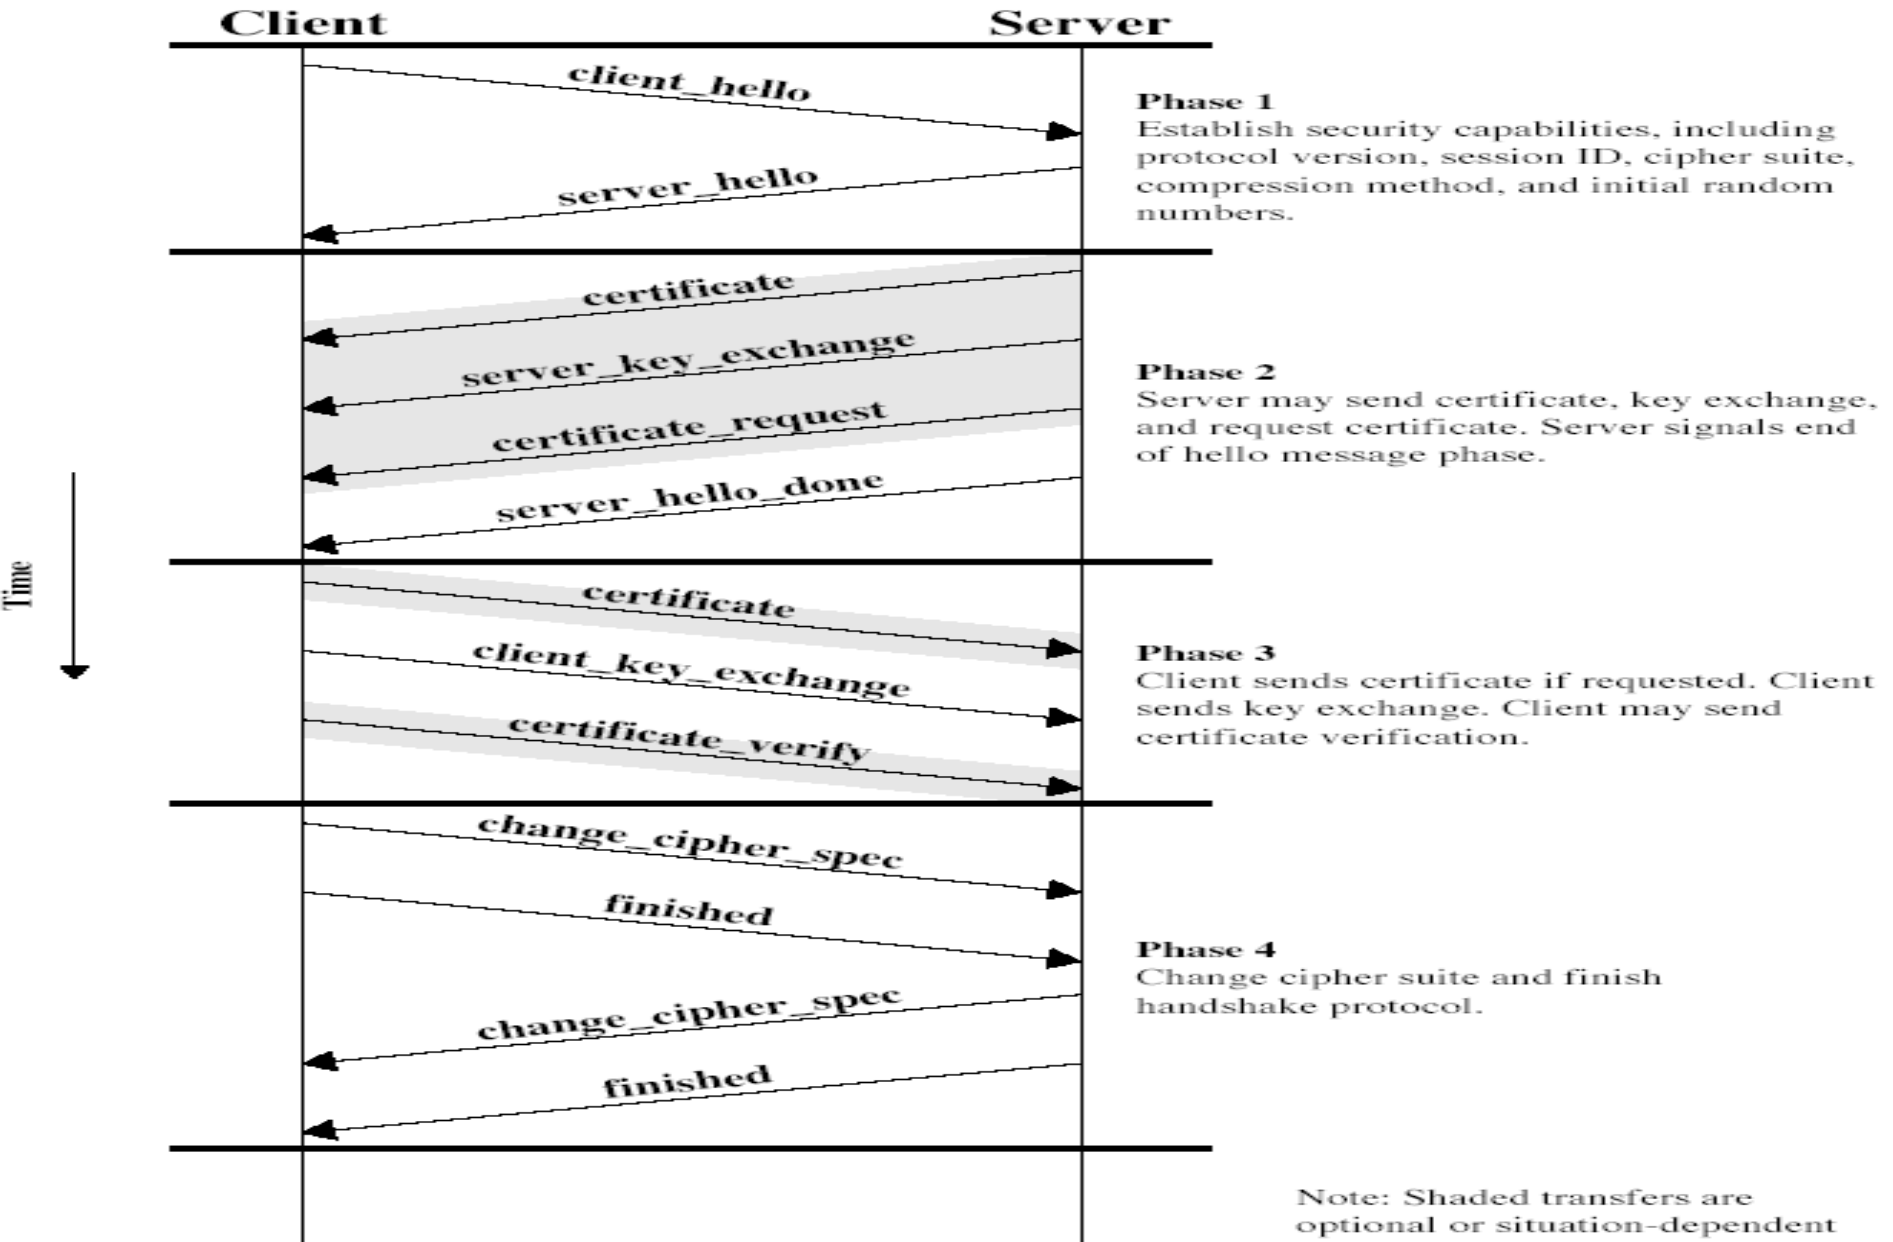 Client
Server
client_hello
server_hello
Phase 1
Establish security capabilities, including
protocol version, session ID, cipher suite,
compression method, and initial random
numbers.
certificate
server_key_exchange
certificate_request
server_hello_done
Phase 2
Server may send certificate, key exchange,
and request certificate. Server signals end
of hello message phase.
Time
certificate
client_key_exchange
certificate_verify
Phase 3
Client sends certificate if requested. Client
sends key exchange. Client may send
certificate verification.
change_cipher_spec
finished
change_cipher_spec
finished
Phase 4
Change cipher suite and finish
handshake protocol.
Note: Shaded transfers are
optional or situation-dependent